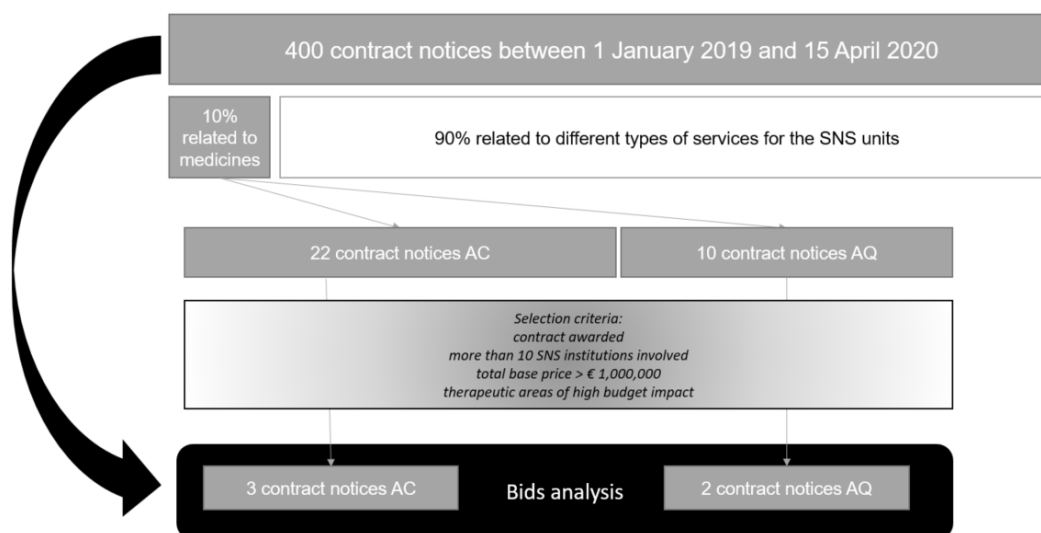 400 contract notices between 1 January 2019 and 15 April 2020
10%
related to
medicines
90% related to different types of services for the SNS units
22 contract notices AC
10 contract notices AQ
Selection criteria:
contract awarded
more than 10 SNS institutions involved
total base price > € 1,000,000
therapeutic areas of high budget impact
3 contract notices AC
Bids analysis
2 contract notices AQ